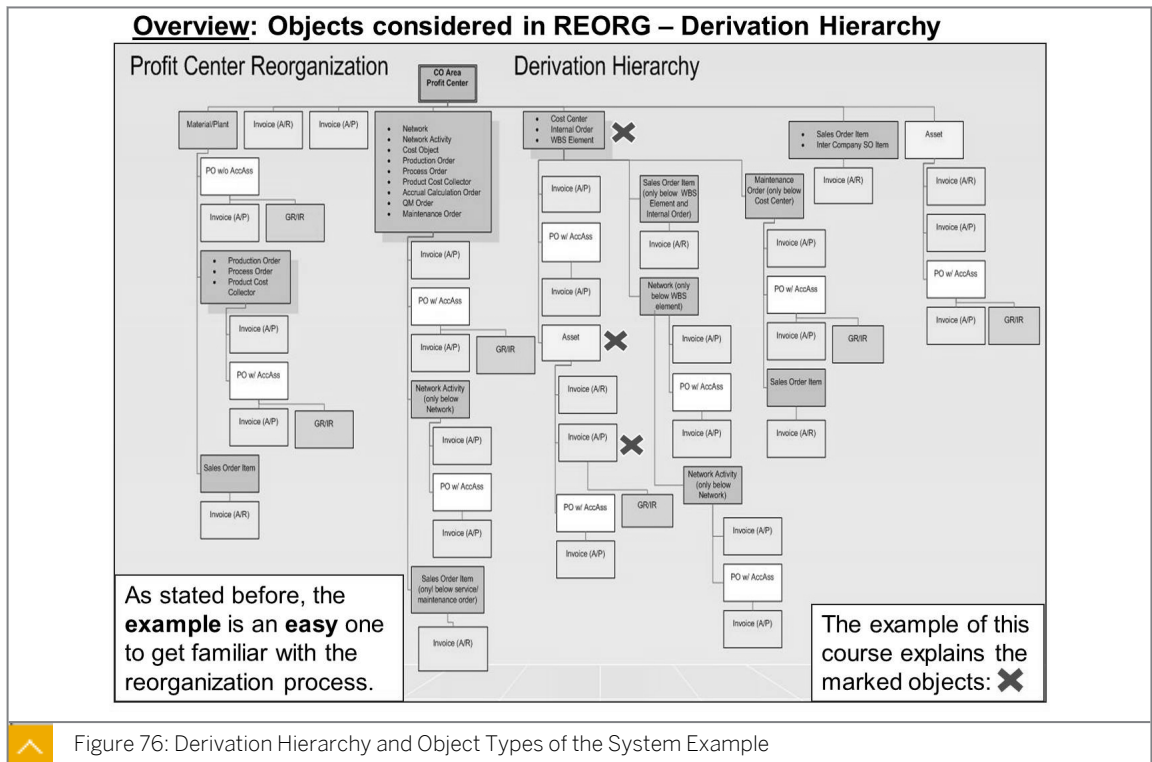 Overview: Objects considered in REORG – Derivation Hierarchy
Profit Center Reorganization
Derivation Hierarchy
CO Area
Profit Center
Material/Plant
Invoice (A/R)
Invoice (A/P)
PO w/o AccAss
Invoice (A/P)
GR/IR
• Production Order
• Process Order
• Product Cost
Collector
Invoice (A/P)
PO w/ AccAss
Invoice (A/P)
GR/IR
Sales Order Item
Invoice (A/R)
• Network
• Network Activity
• Cost Object
• Production Order
• Process Order
• Product Cost Collector
• Accrual Calculation Order
• QM Order
• Maintenance Order
Invoice (A/P)
PO w/ AccAss
Invoice (A/P)
GR/IR
Network Activity
(only below
Network)
Invoice (A/P)
PO w/ AccAss
Invoice (A/P)
Sales Order Item
(onyl below service/
maintenance order)
Invoice (A/R)
• Cost Center
• Internal Order
• WBS Element
Invoice (A/P)
PO w/ AccAss
Invoice (A/P)
Asset
Invoice (A/R)
Invoice (A/P)
GR/IR
PO w/ AccAss
Invoice (A/P)
Sales Order Item
(only below WBS
Element and
Internal Order)
Invoice (A/R)
Network (only
below WBS
element)
Invoice (A/P)
PO w/ AccAss
Invoice (A/P)
Network Activity
(only below
Network)
Invoice (A/P)
PO w/ AccAss
Invoice (A/P)
Maintenance
Order (only below
Cost Center)
Invoice (A/P)
PO w/ AccAss
Invoice (A/P)
GR/IR
Sales Order Item
Invoice (A/R)
• Sales Order Item
• Inter Company SO Item
Invoice (A/R)
Asset
Invoice (A/R)
Invoice (A/P)
PO w/ AccAss
Invoice (A/P)
GR/IR
As stated before, the
example is an easy one
to get familiar with the
reorganization process.
The example of this
course explains the
marked objects:
Figure 76: Derivation Hierarchy and Object Types of the System Example